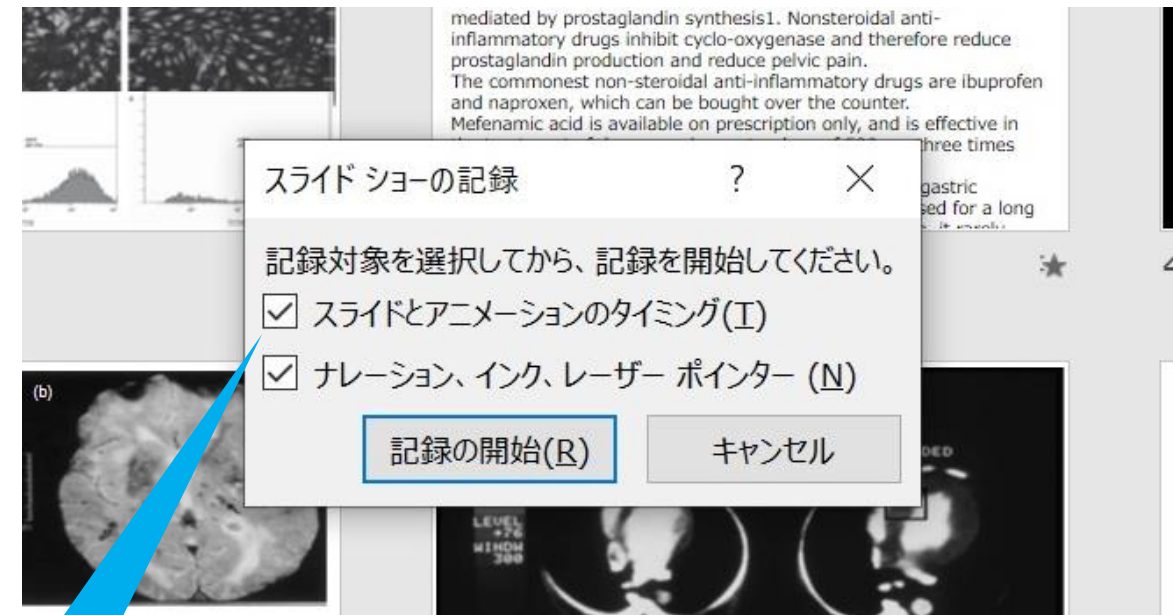 mediated by prostaglandin synthesis1. Nonsteroidal anti-
inflammatory drugs inhibit cyclo-oxygenase and therefore reduce
prostaglandin production and reduce pelvic pain.
The commonest non-steroidal anti-inflammatory drugs are ibuprofen
and naproxen, which can be bought over the counter.
Mefenamic acid is available on prescription only, and is effective in
three times
gastric
sed for a long
スライド ショーの記録
?
記録対象を選択してから、記録を開始してください。
スライドとアニメーションのタイミング(T)
ナレーション、インク、レーザー ポインター (N)
記録の開始(R)
キャンセル
(b)
DED
LEVEL
+76
WINDW
300